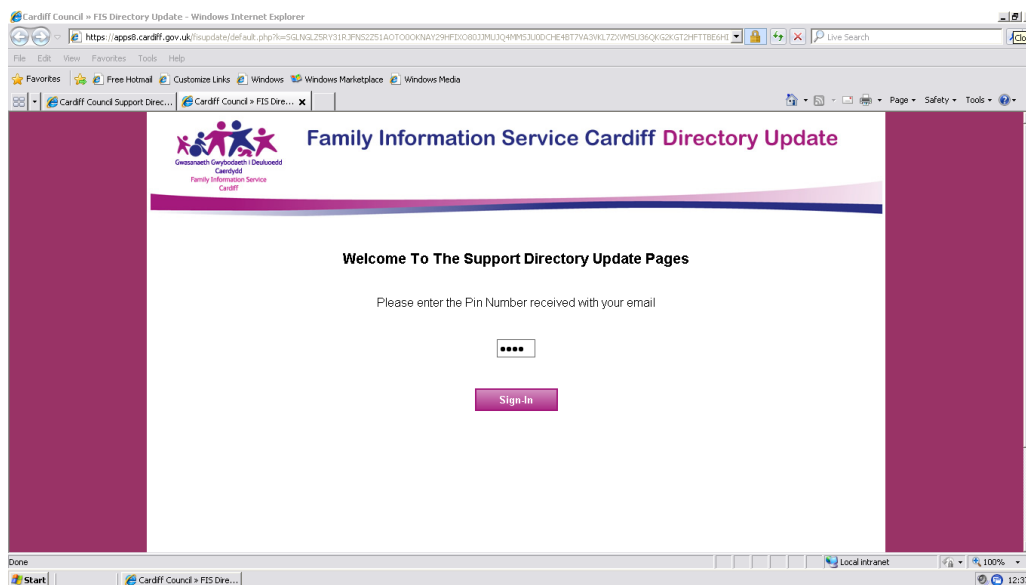 Cardiff Council » FIS Directory Update - Windows Internet Explorer
Live Search
Clo
File Edit View Favorites Tools Help
Favorites Free Hotmail Customize Links Windows Windows Marketplace Windows Media
Cardiff Council Support Direc... Cardiff Council » FIS Dire... Page Safety Tools
Family Information Service Cardiff Directory Update
Gwasanaeth Gwybodaeth i Deuluoedd
Caerdydd
Family Information Service
Cardiff
Welcome To The Support Directory Update Pages
Please enter the Pin Number received with your email
••••
Sign-In
Done Local intranet 100%
Start Cardiff Council » FIS Dire...